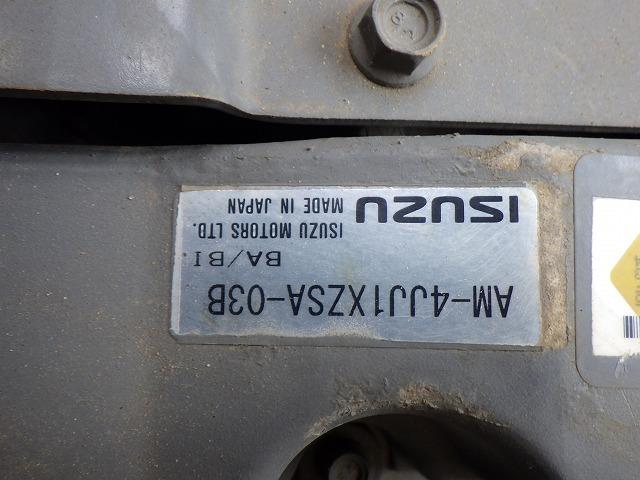 ISUZU
MADE IN JAPAN
ISUZU MOTORS LTD.
BA/BI
AM-4JJ1XZSA-03B